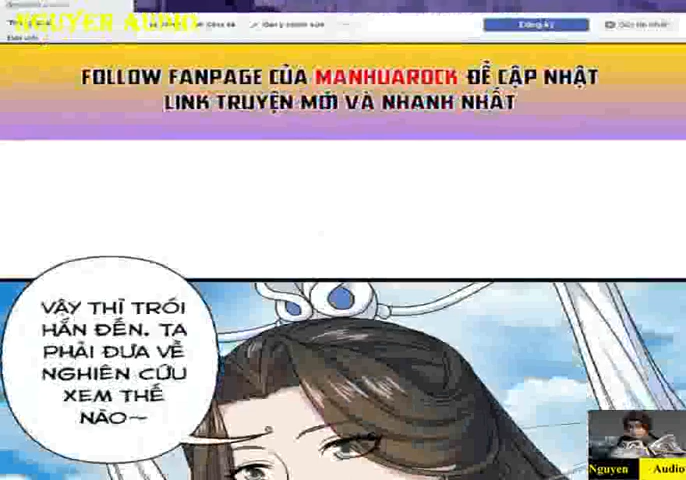 NGUYEN AUDIO
Đăng ký
FOLLOW FANPAGE CỦA MANHUAROCK ĐỂ CẬP NHẬT
LINK TRUYỆN MỚI VÀ NHANH NHẤT
VẬY THÌ TRÓI
HẮN ĐẾN. TA
PHẢI ĐƯA VỀ
NGHIÊN CỨU
XEM THẾ
NÀO~
Nguyen Audio